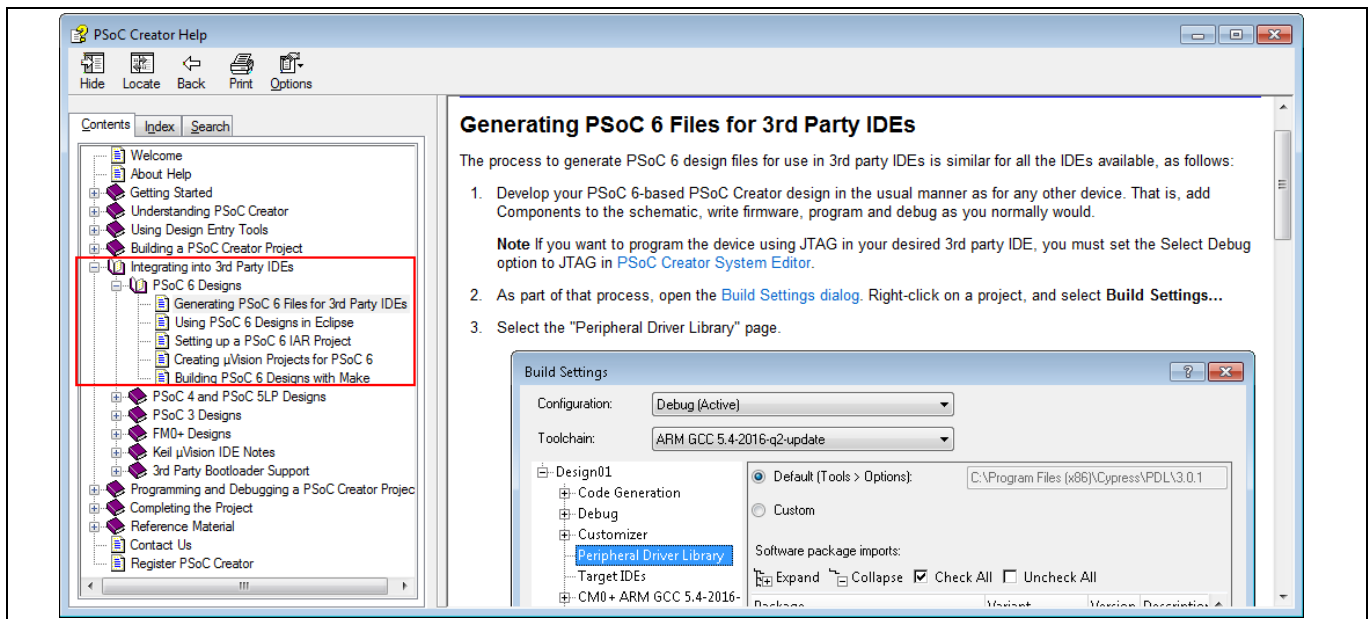 PSoC Creator Help
Hide Locate Back Print Options
Contents Index Search
Welcome
About Help
Getting Started
Understanding PSoC Creator
Using Design Entry Tools
Building a PSoC Creator Project
Integrating into 3rd Party IDEs
PSoC 6 Designs
Generating PSoC 6 Files for 3rd Party IDEs
Using PSoC 6 Designs in Eclipse
Setting up a PSoC 6 IAR Project
Creating µVision Projects for PSoC 6
Building PSoC 6 Designs with Make
PSoC 4 and PSoC 5LP Designs
PSoC 3 Designs
FM0+ Designs
Keil µVision IDE Notes
3rd Party Bootloader Support
Programming and Debugging a PSoC Creator Projec
Completing the Project
Reference Material
Contact Us
Register PSoC Creator
Generating PSoC 6 Files for 3rd Party IDEs
The process to generate PSoC 6 design files for use in 3rd party IDEs is similar for all the IDEs available, as follows:
1. Develop your PSoC 6-based PSoC Creator design in the usual manner as for any other device. That is, add
Components to the schematic, write firmware, program and debug as you normally would.
Note If you want to program the device using JTAG in your desired 3rd party IDE, you must set the Select Debug
option to JTAG in PSoC Creator System Editor.
2. As part of that process, open the Build Settings dialog. Right-click on a project, and select Build Settings...
3. Select the "Peripheral Driver Library" page.
Build Settings
Configuration: Debug (Active)
Toolchain: ARM GCC 5.4-2016-q2-update
Design01
Code Generation
Debug
Customizer
Peripheral Driver Library
Target IDEs
CM0+ ARM GCC 5.4-2016-
Default (Tools > Options): C:\Program Files (x86)\Cypress\PDL\3.0.1
Custom
Software package imports:
Expand Collapse Check All Uncheck All
Package Variant Version Description